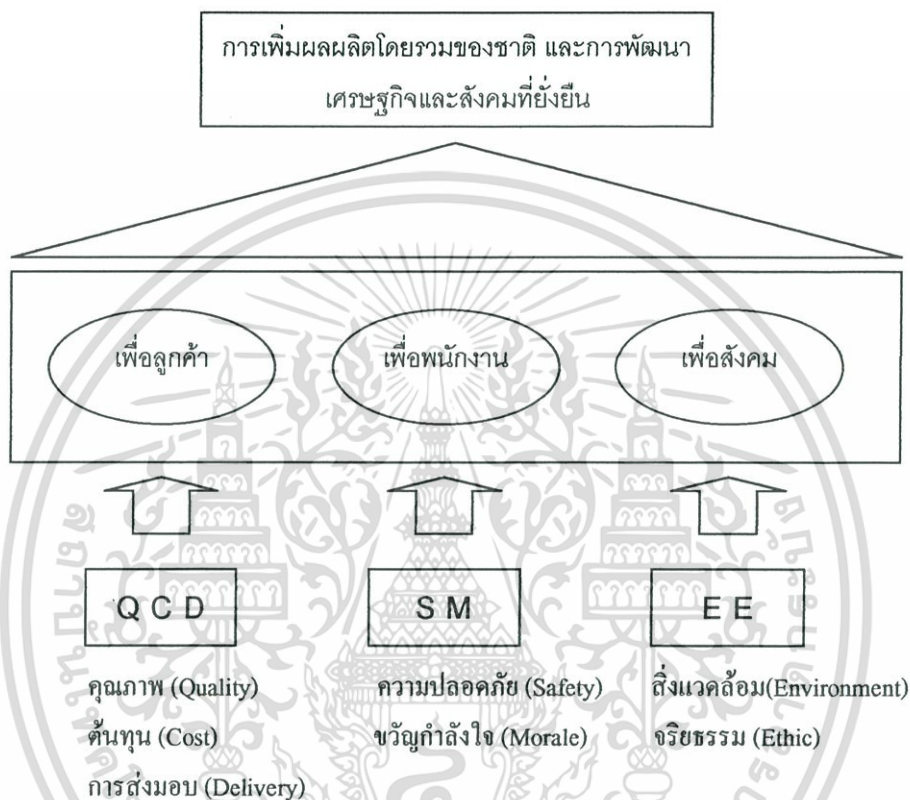 การเพิ่มผลผลิตโดยรวมของชาติ และการพัฒนา
เศรษฐกิจและสังคมที่ยั่งยืน
เพื่อลูกค้า
เพื่อพนักงาน
เพื่อสังคม
Q C D
S M
E E
คุณภาพ (Quality)
ต้นทุน (Cost)
การส่งมอบ (Delivery)
ความปลอดภัย (Safety)
ขวัญกำลังใจ (Morale)
สิ่งแวดล้อม(Environment)
จริยธรรม (Ethic)